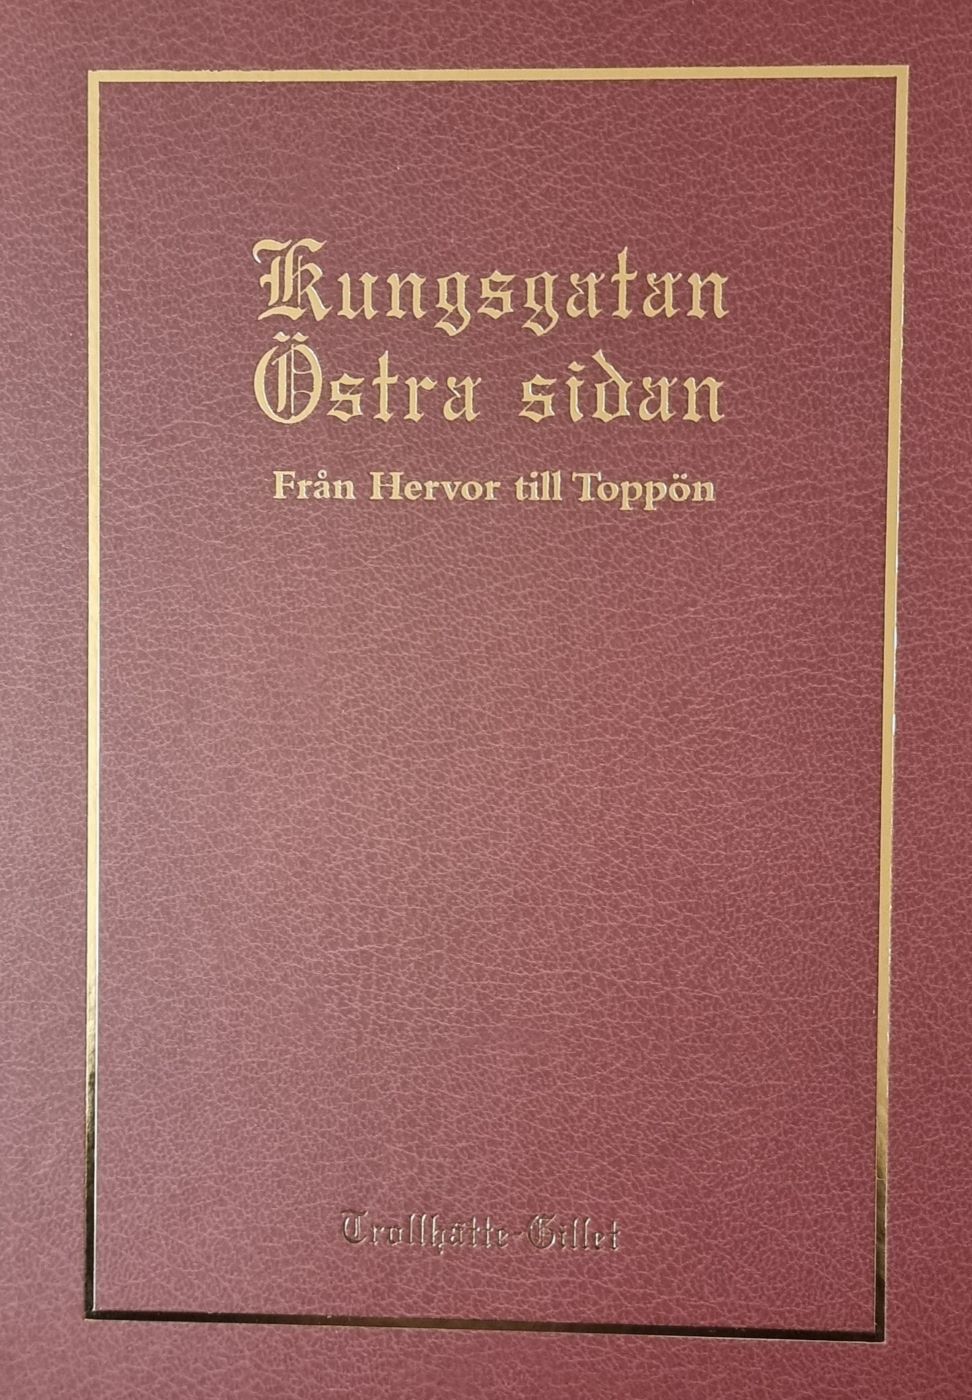 Kungsgatan
Östra sidan
Från Hervor till Toppön
Trollhätte-Gillet